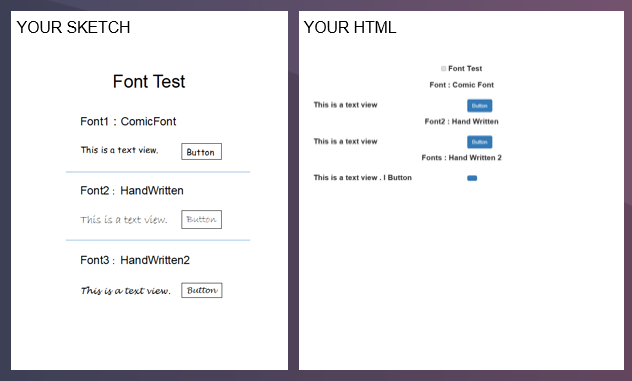 YOUR SKETCH
Font Test
Font1 : ComicFont
This is a text view. Button
Font2 : HandWritten
This is a text view. Button
Font3 : HandWritten2
This is a text view. Button
YOUR HTML
Font Test
Font : Comic Font
This is a text view Button
Font2 : Hand Written
This is a text view Button
Fonts : Hand Written 2
This is a text view . I Button